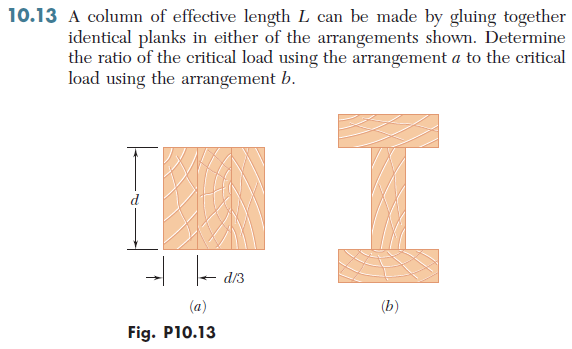 10.13 A column of effective length L can be made by gluing together
identical planks in either of the arrangements shown. Determine
the ratio of the critical load using the arrangement a to the critical
load using the arrangement b.
d
d/3
(a)
(b)
Fig. P10.13